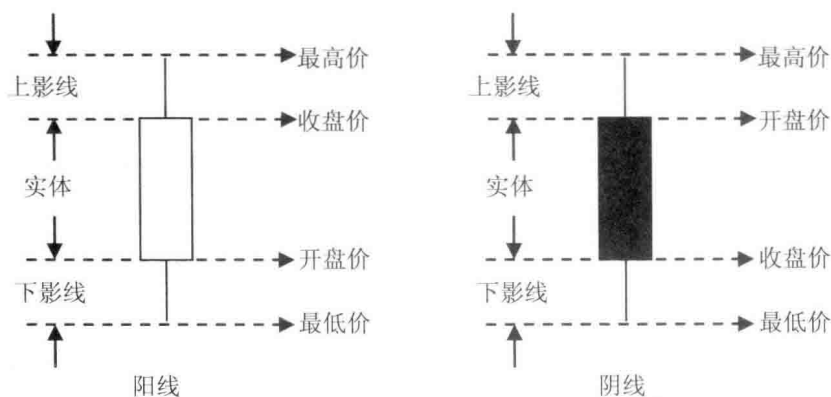 最高价
上影线
收盘价
实体
开盘价
下影线
最低价
阳线
最高价
上影线
开盘价
实体
收盘价
下影线
最低价
阴线